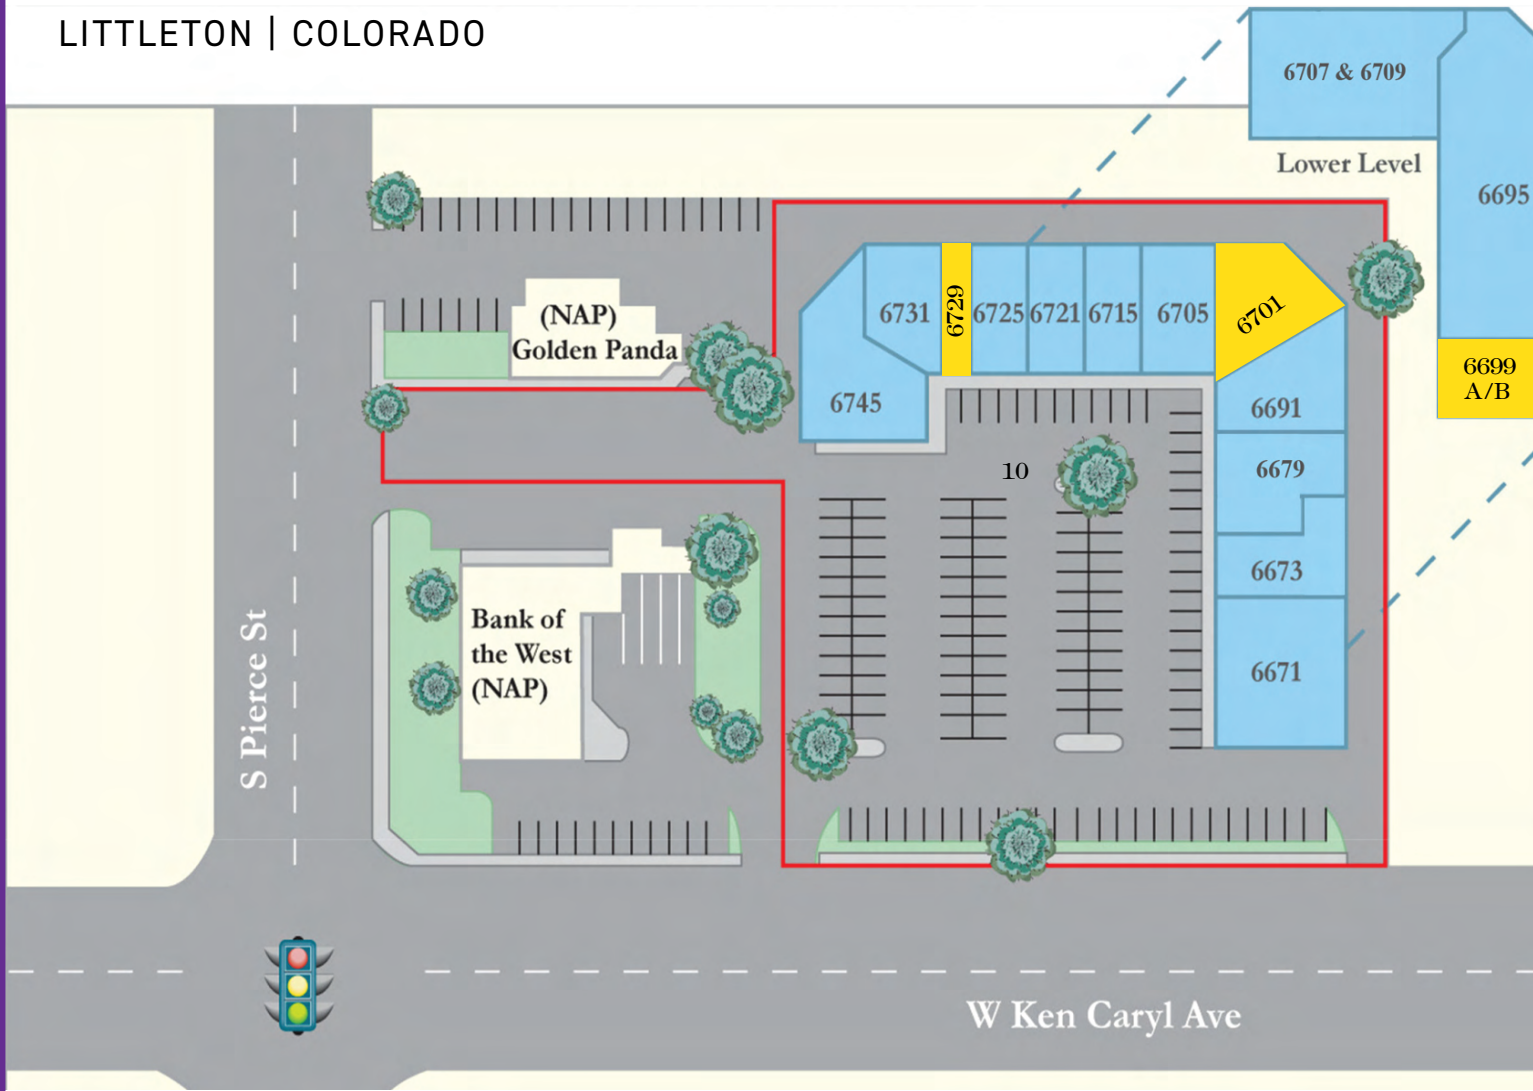 LITTLETON | COLORADO
6707 & 6709
Lower Level
6695
6699
A/B
(NAP)
Golden Panda
6731
6729
6725
6721
6715
6705
6701
6745
6691
10
6679
6673
6671
Bank of
the West
(NAP)
S Pierce St
W Ken Caryl Ave